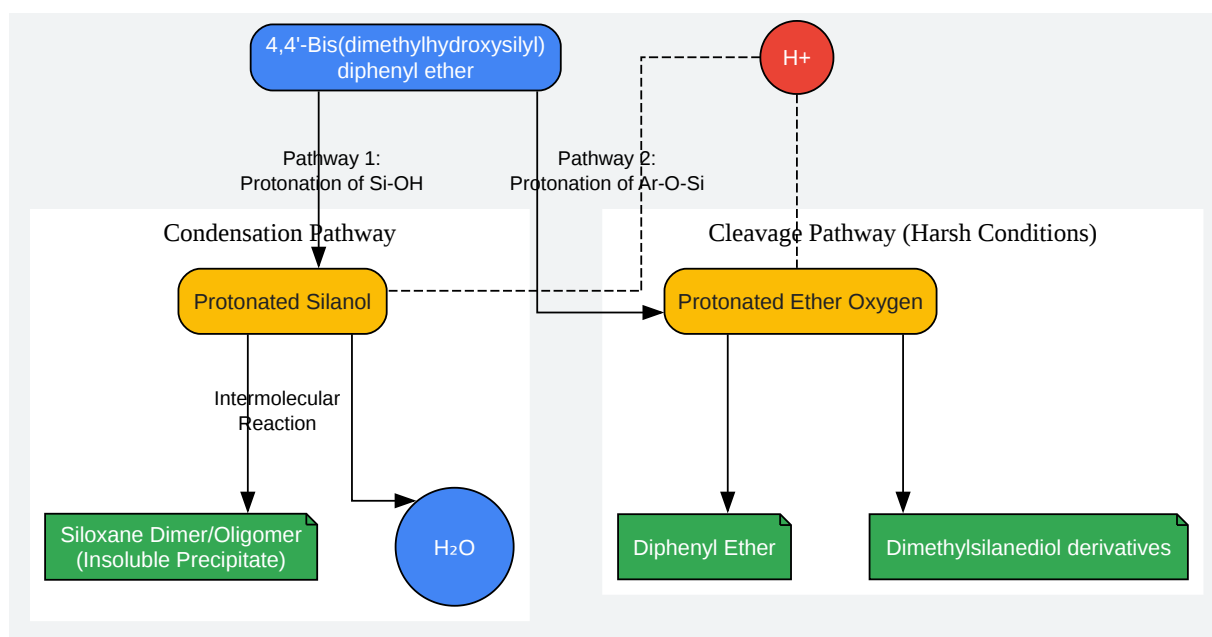 4,4'-Bis(dimethylhydroxysilyl)
diphenyl ether
H+
Pathway 1:
Protonation of Si-OH
Pathway 2:
Protonation of Ar-O-Si
Condensation Pathway
Cleavage Pathway (Harsh Conditions)
Protonated Silanol
Protonated Ether Oxygen
Intermolecular
Reaction
Siloxane Dimer/Oligomer
(Insoluble Precipitate)
H₂O
Diphenyl Ether
Dimethylsilanediol derivatives